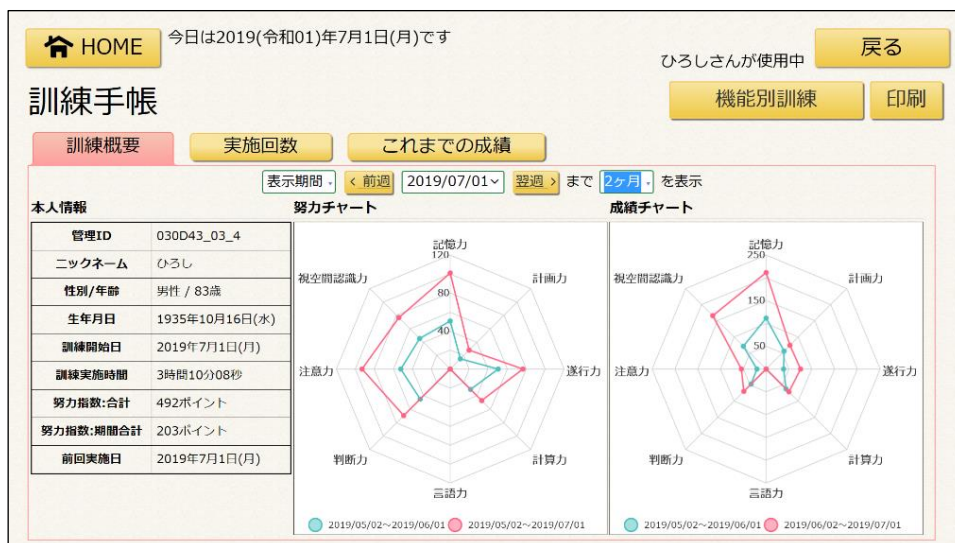 HOME
今日は2019(令和01)年7月1日(月)です
ひろしさんが使用中
戻る
訓練手帳
機能別訓練
印刷
訓練概要
実施回数
これまでの成績
表示期間 < 前週 2019/07/01 翌週 > まで 2ヶ月 を表示
本人情報
管理ID 030D43_03_4
ニックネーム ひろし
性別/年齢 男性 / 83歳
生年月日 1935年10月16日(水)
訓練開始日 2019年7月1日(月)
訓練実施時間 3時間10分08秒
努力指数:合計 492ポイント
努力指数:期間合計 203ポイント
前回実施日 2019年7月1日(月)
努力チャート
記憶力
120
視空間認識力
計画力
80
40
注意力
遂行力
判断力
計算力
言語力
2019/05/02~2019/06/01 2019/05/02~2019/07/01
成績チャート
記憶力
250
視空間認識力
計画力
150
50
注意力
遂行力
判断力
計算力
言語力
2019/05/02~2019/06/01 2019/06/02~2019/07/01